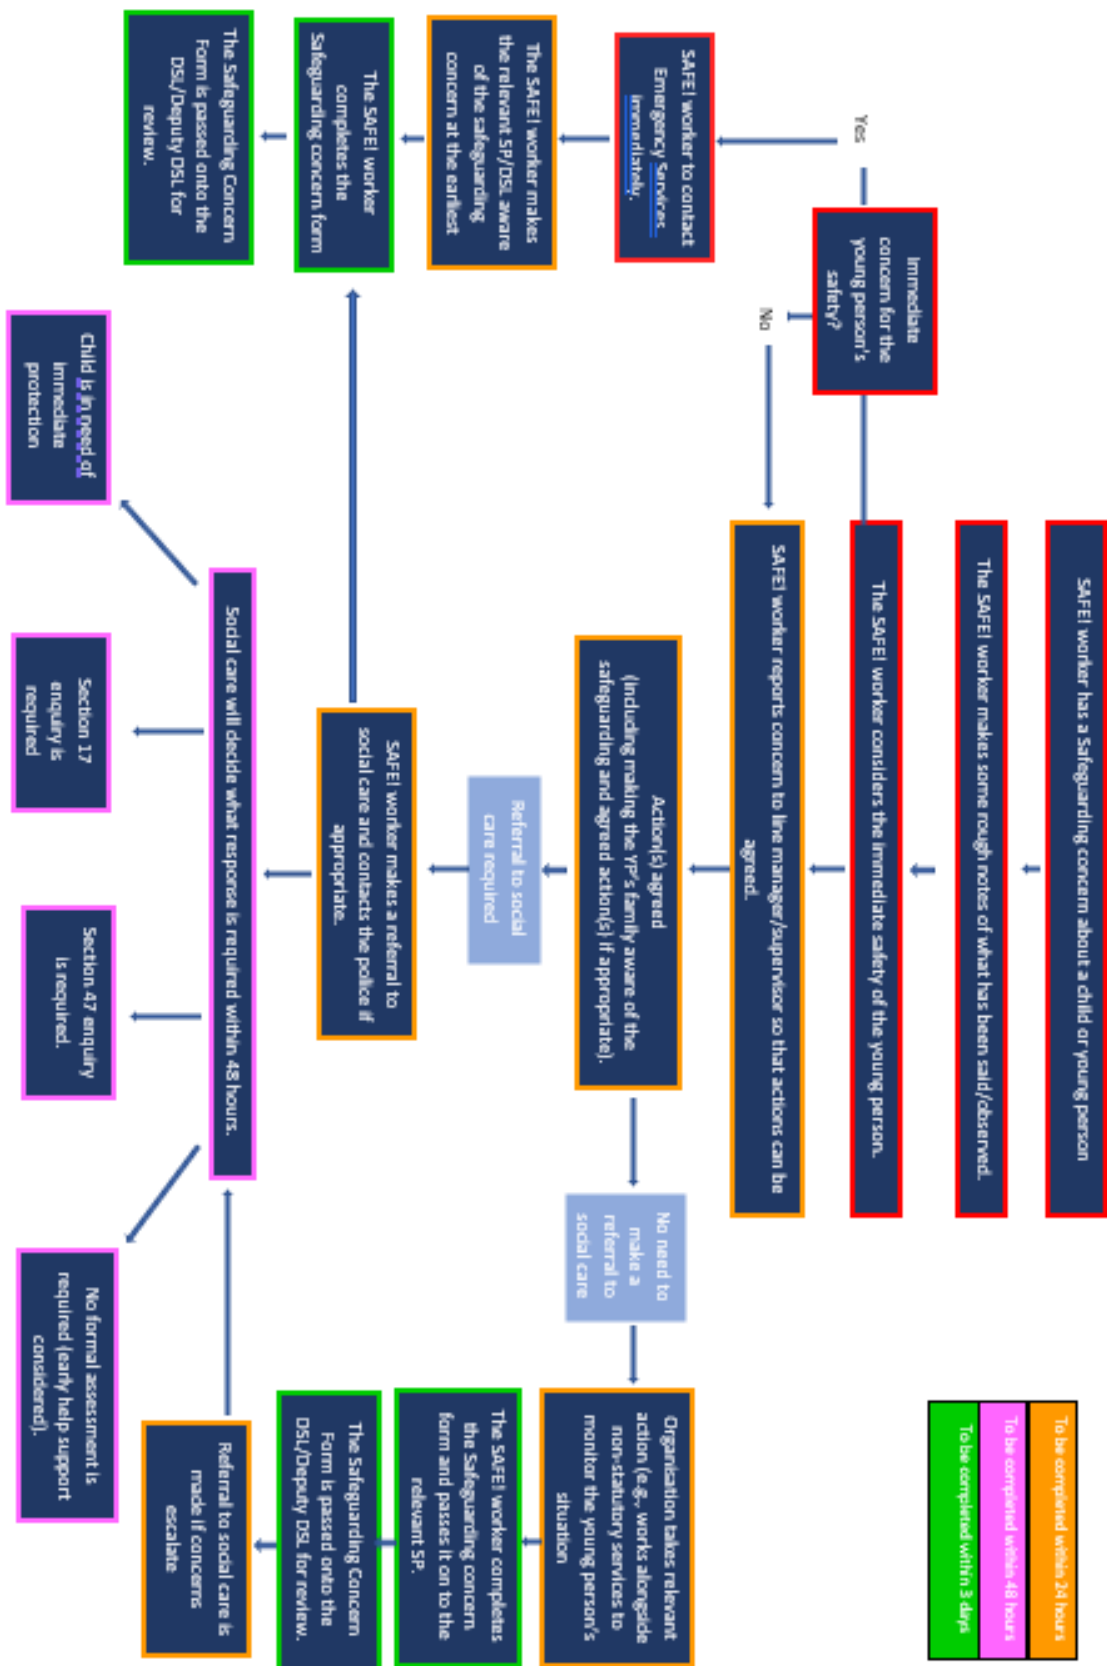 SAFE! worker has a Safeguarding concern about a child or young person
The SAFE! worker makes some rough notes of what has been said/observed.
The SAFE! worker considers the immediate safety of the young person.
Immediate
concern for the
young person's
safety?
Yes
No
SAFE! worker to contact
Emergency Services
immediately.
The SAFE! worker makes
the relevant SP/DSL aware
of the safeguarding
concern at the earliest
The SAFE! worker
completes the
Safeguarding concern form
The Safeguarding Concern
Form is passed onto the
DSL/Deputy DSL for
review.
SAFE! worker reports concern to line manager/supervisor so that actions can be
agreed.
Action(s) agreed
(including making the YP's family aware of the
safeguarding and agreed action(s) if appropriate).
Referral to social
care required
SAFE! worker makes a referral to
social care and contacts the police if
appropriate.
Social care will decide what response is required within 48 hours.
Child is in need of
immediate
protection
Section 17
enquiry is
required
Section 47 enquiry
is required.
No formal assessment is
required (early help support
considered).
No need to
make a
referral to
social care
Organisation takes relevant
action (e.g., works alongside
non-statutory services to
monitor the young person's
situation
The SAFE! worker completes
the Safeguarding concern
form and passes it on to the
relevant SP.
The Safeguarding Concern
Form is passed onto the
DSL/Deputy DSL for review.
Referral to social care is
made if concerns
escalate
To be completed within 24 hours
To be completed within 48 hours
To be completed within 3 days